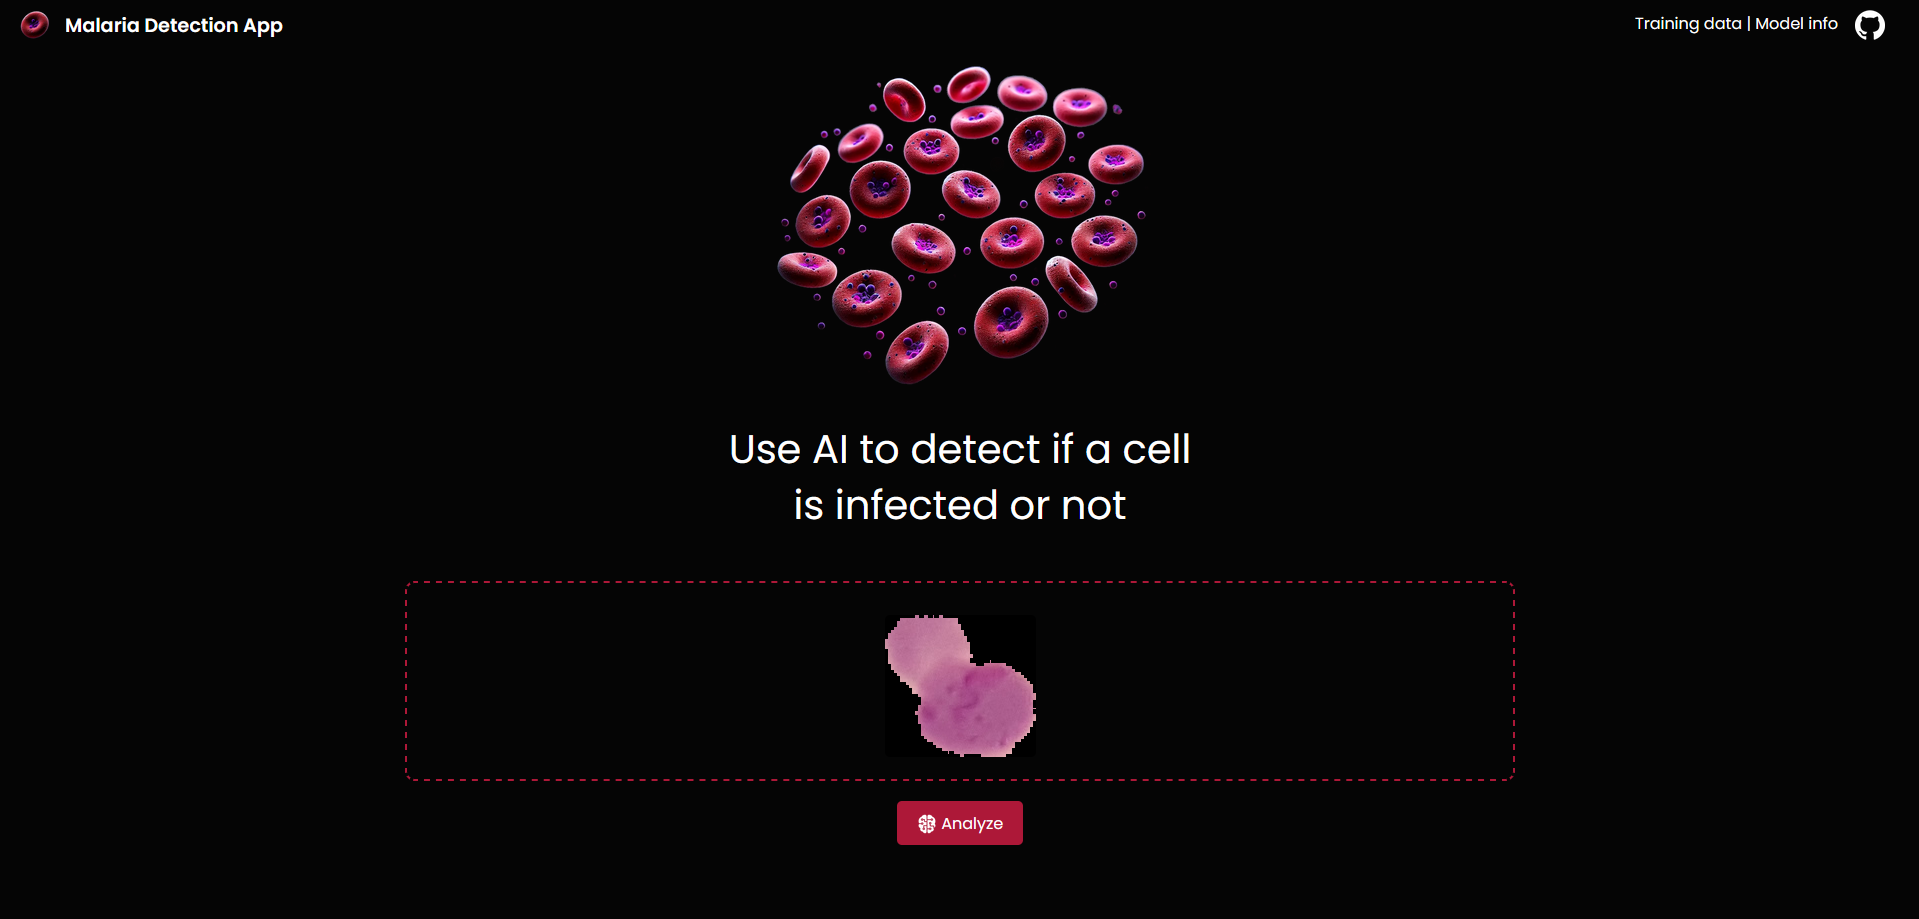 Malaria Detection App
Training data | Model info
Use AI to detect if a cell
is infected or not
Analyze